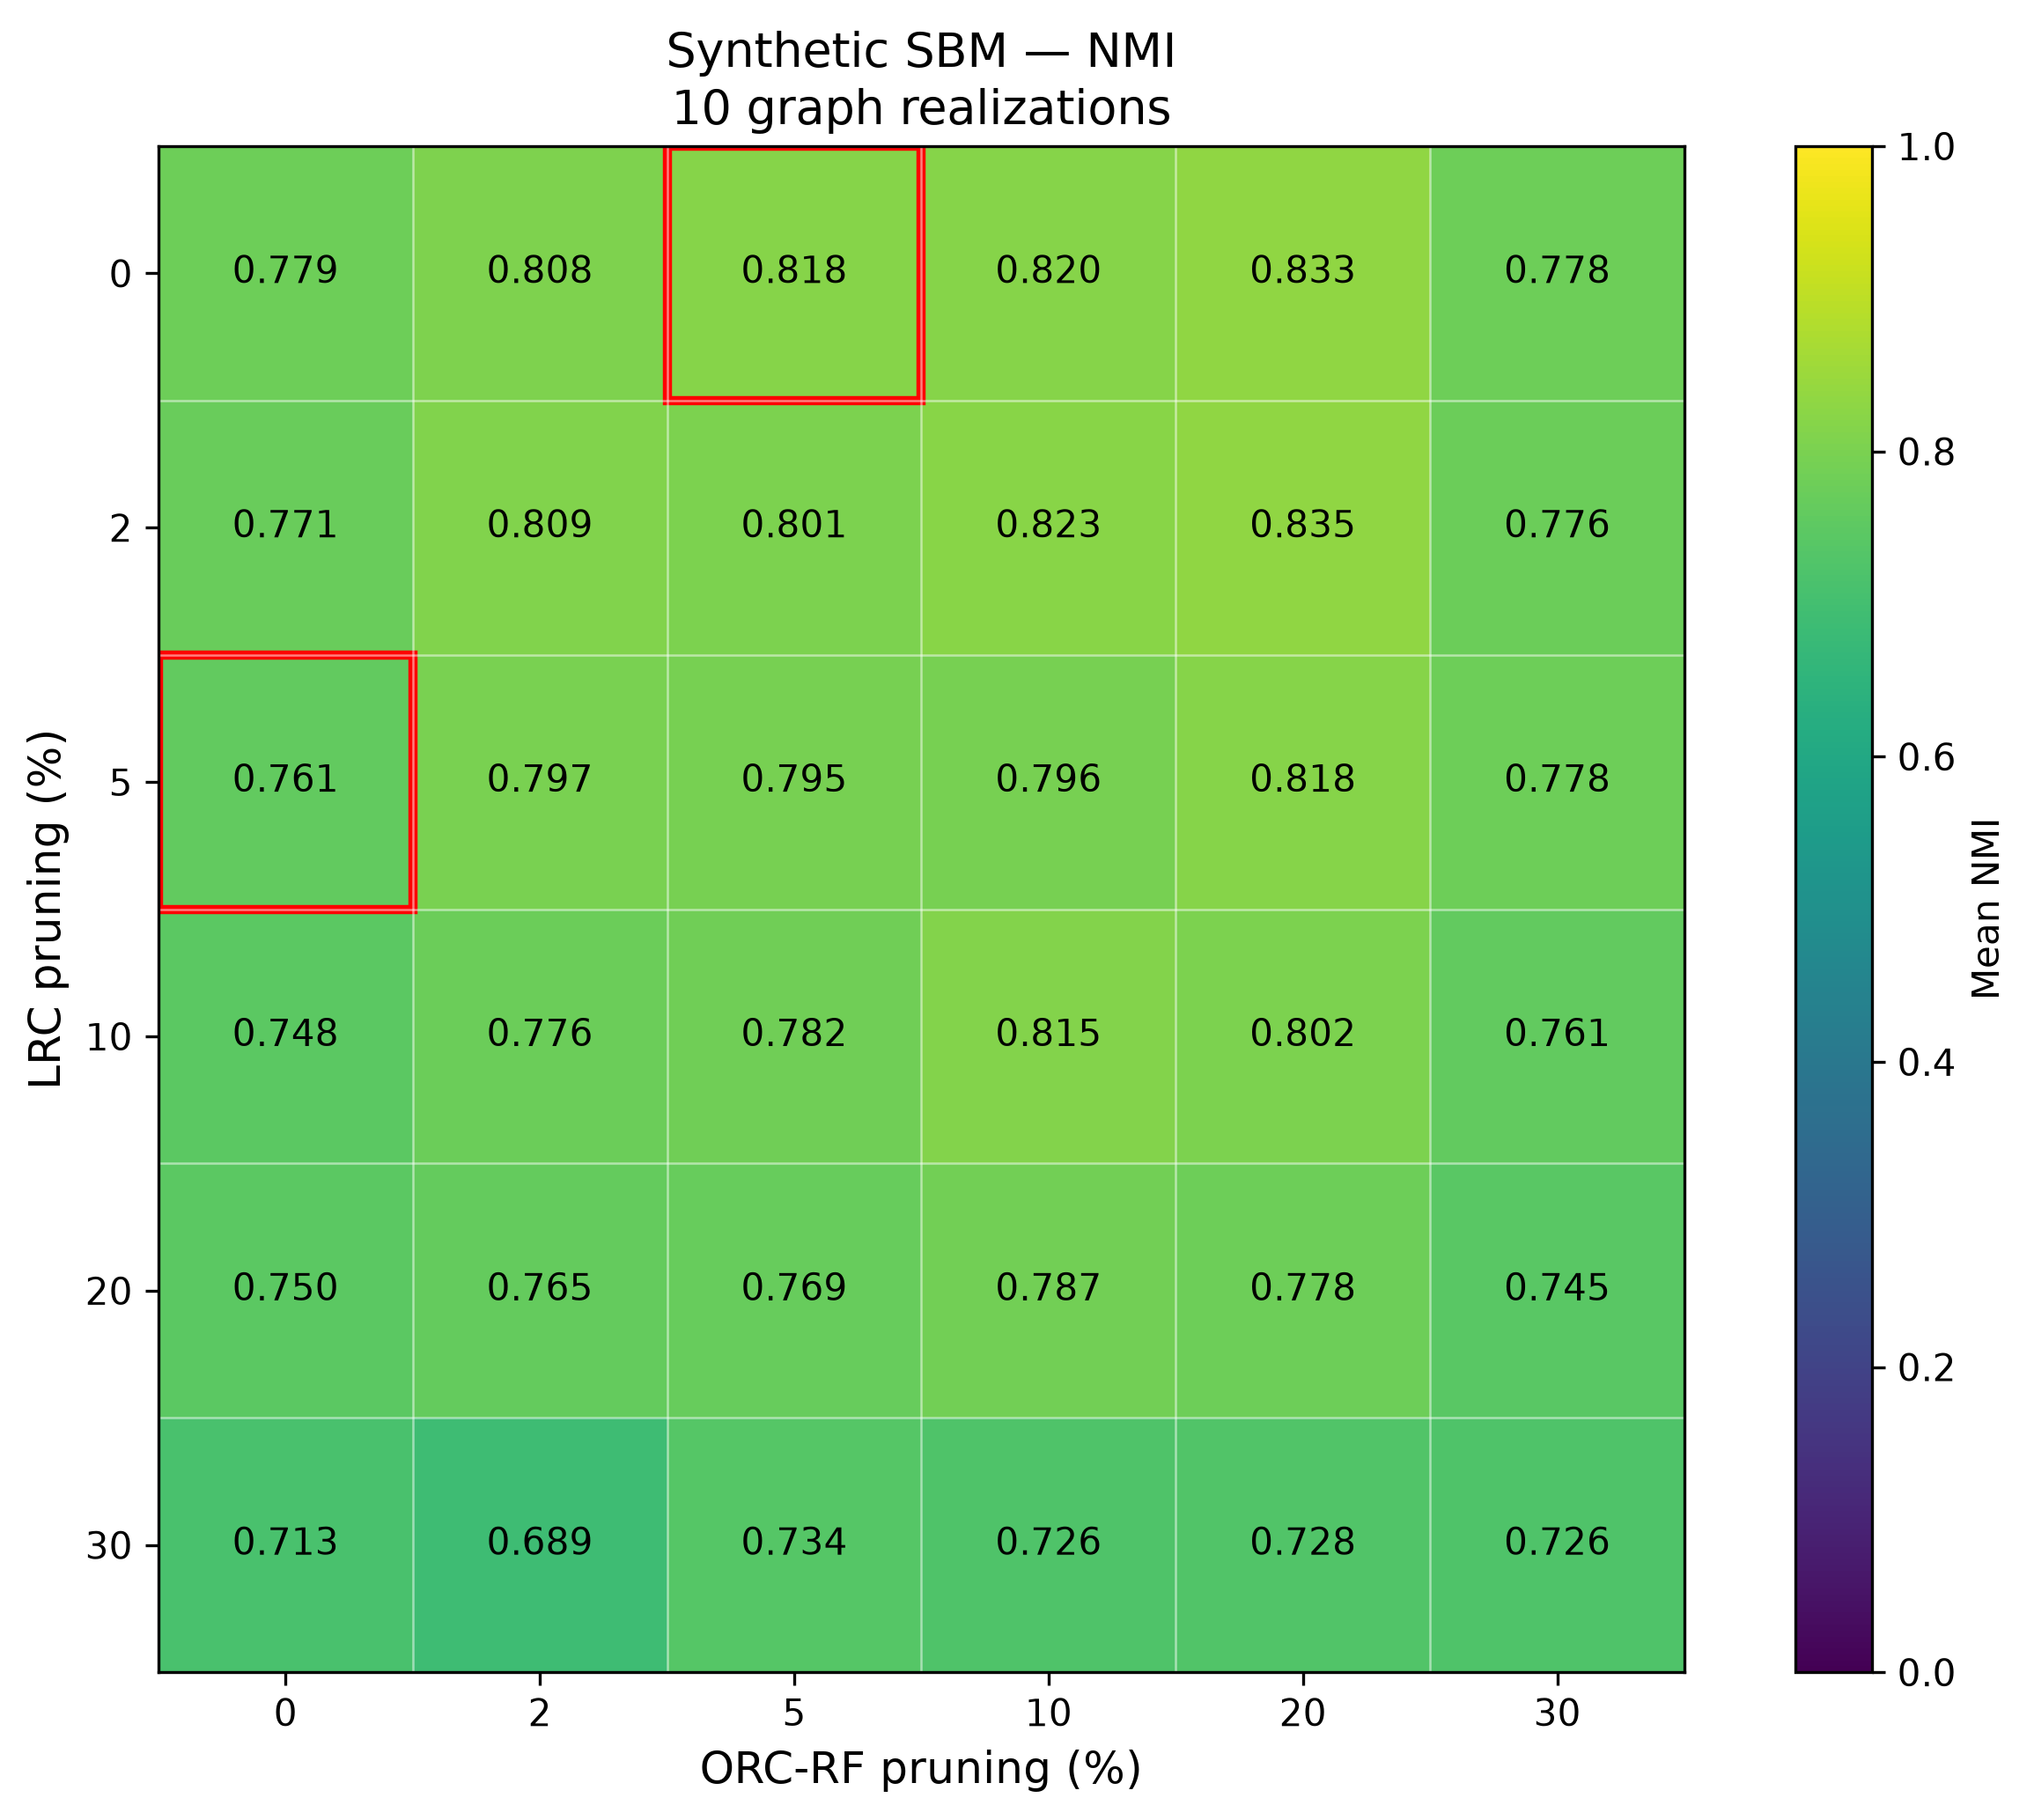 Synthetic SBM — NMI
10 graph realizations
0.779 0.808 0.818 0.820 0.833 0.778
0.771 0.809 0.801 0.823 0.835 0.776
0.761 0.797 0.795 0.796 0.818 0.778
0.748 0.776 0.782 0.815 0.802 0.761
0.750 0.765 0.769 0.787 0.778 0.745
0.713 0.689 0.734 0.726 0.728 0.726
0
2
5
10
20
30
LRC pruning (%)
0 2 5 10 20 30
ORC-RF pruning (%)
1.0
0.8
0.6
0.4
0.2
0.0
Mean NMI